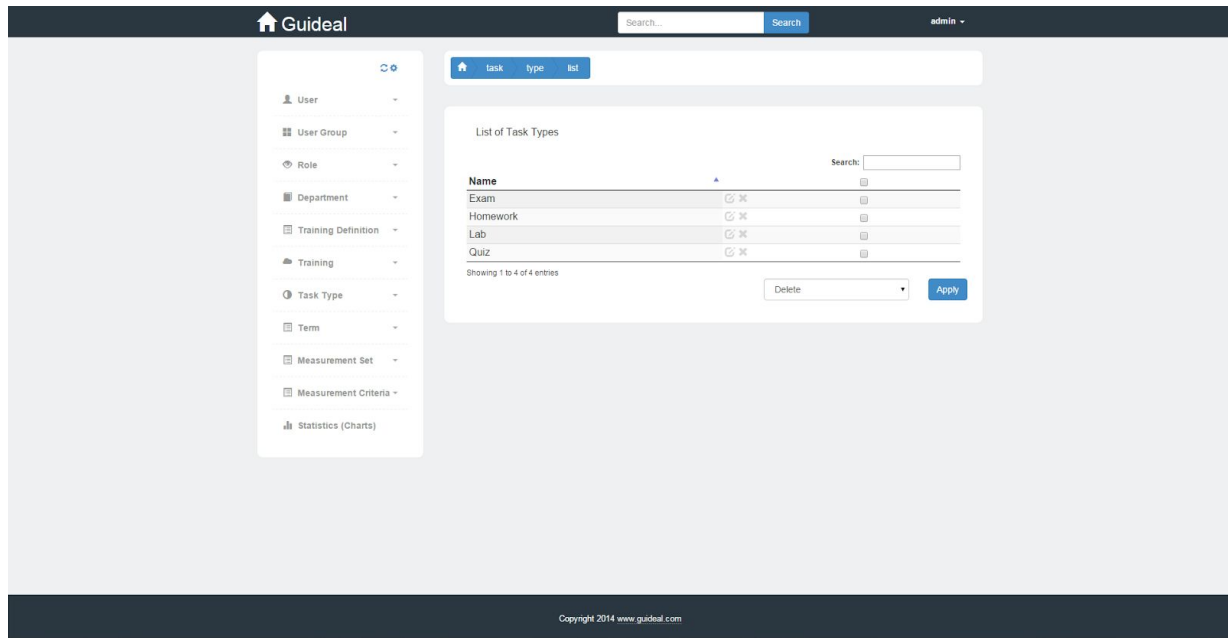 Guideal
Search...
Search
admin
User
User Group
Role
Department
Training Definition
Training
Task Type
Term
Measurement Set
Measurement Criteria
Statistics (Charts)
task type list
List of Task Types
Search:
Name
Exam
Homework
Lab
Quiz
Showing 1 to 4 of 4 entries
Delete
Apply
Copyright 2014 www.guideal.com